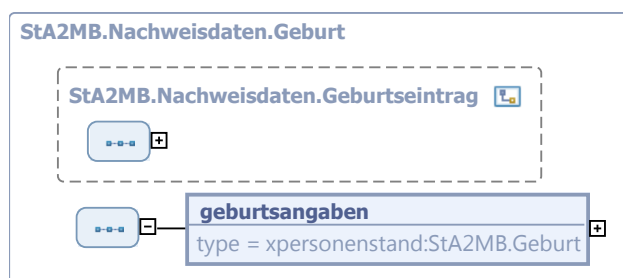 StA2MB.Nachweisdaten.Geburt
StA2MB.Nachweisdaten.Geburtseintrag
geburtsangaben
type = xpersonenstand:StA2MB.Geburt